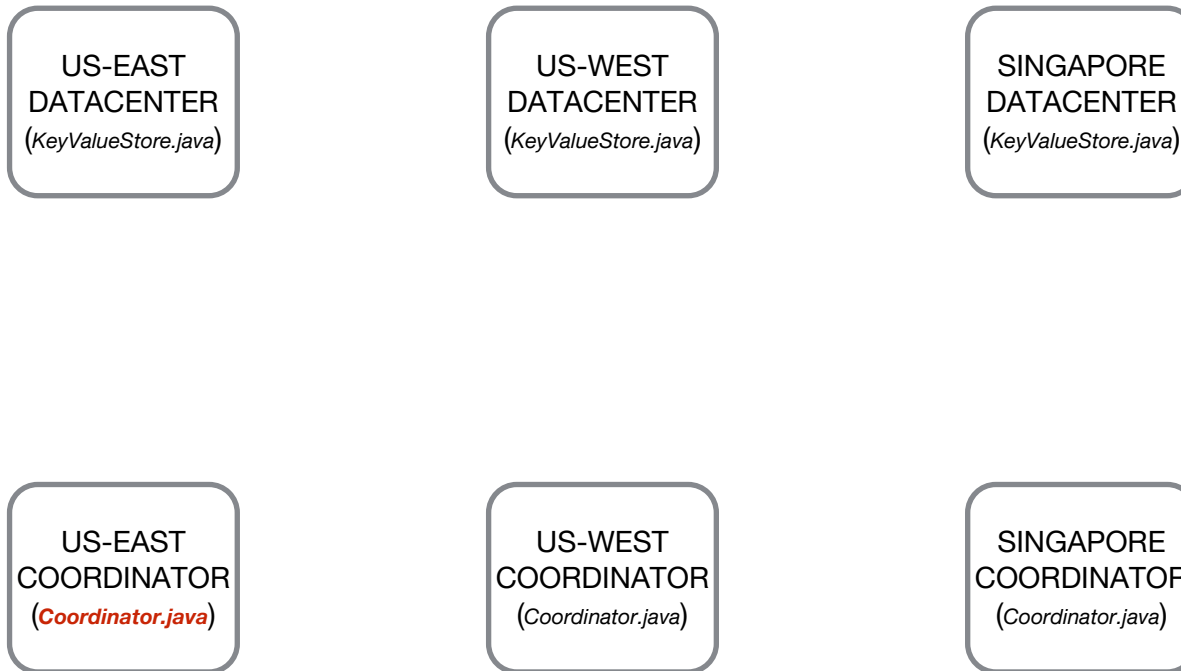 US-EAST
DATACENTER
(KeyValueStore.java)
US-WEST
DATACENTER
(KeyValueStore.java)
SINGAPORE
DATACENTER
(KeyValueStore.java)
US-EAST
COORDINATOR
(Coordinator.java)
US-WEST
COORDINATOR
(Coordinator.java)
SINGAPORE
COORDINATOR
(Coordinator.java)